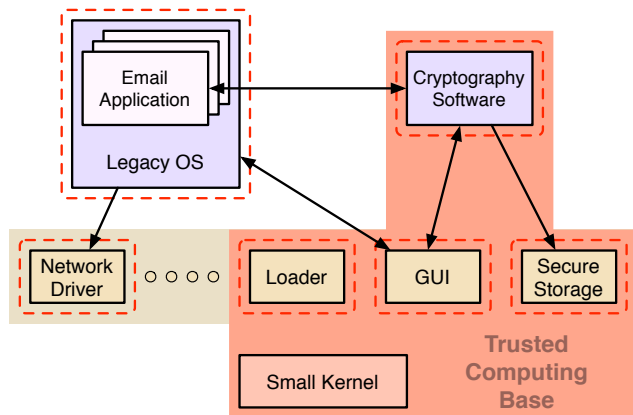 Email
Application
Legacy OS
Cryptography
Software
Network
Driver
Loader
GUI
Secure
Storage
Small Kernel
Trusted
Computing
Base